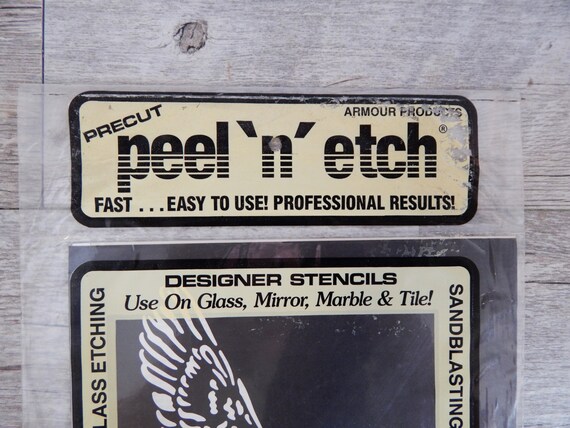 PRECUT
ARMOUR PRODUCTS
peel 'n' etch®
FAST . . . EASY TO USE! PROFESSIONAL RESULTS!
DESIGNER STENCILS
Use On Glass, Mirror, Marble & Tile!
LASS ETCHING
SANDBLASTING